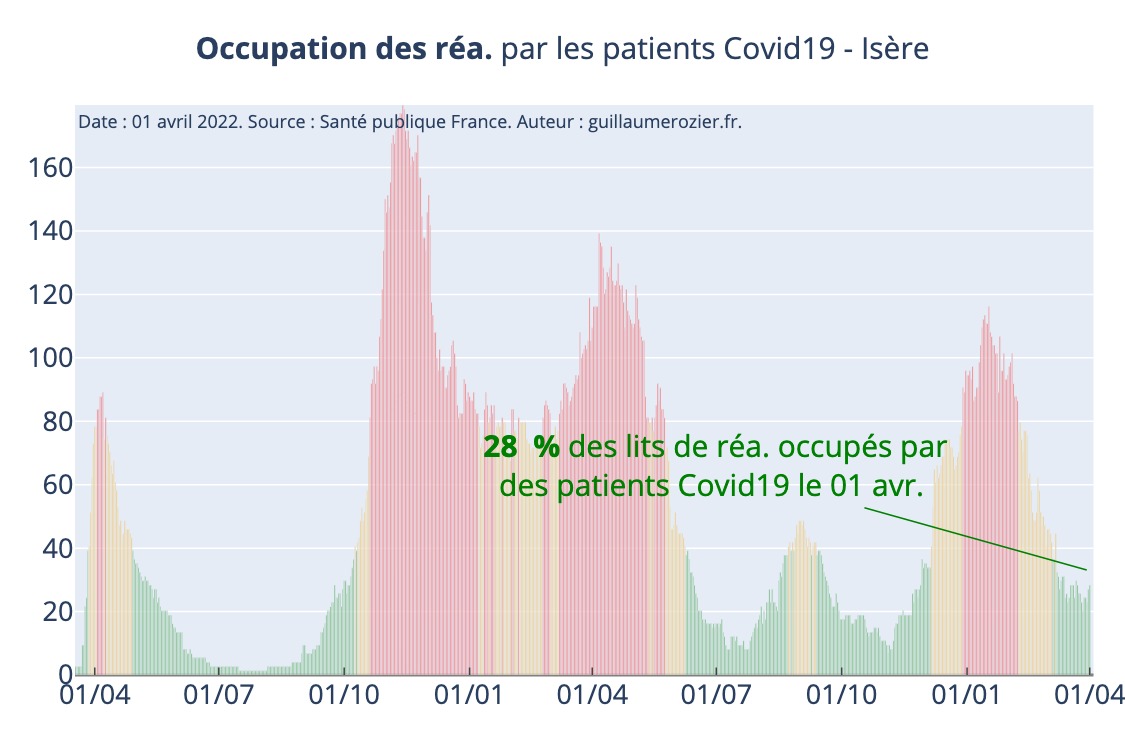 Occupation des réa. par les patients Covid19 - Isère
Date : 01 avril 2022. Source : Santé publique France. Auteur : guillaumerozier.fr.
160
140
120
100
80
28  % des lits de réa. occupés par
des patients Covid19 le 01 avr.
60
40
20
0
01/04 01/07 01/10 01/01 01/04 01/07 01/10 01/01 01/04